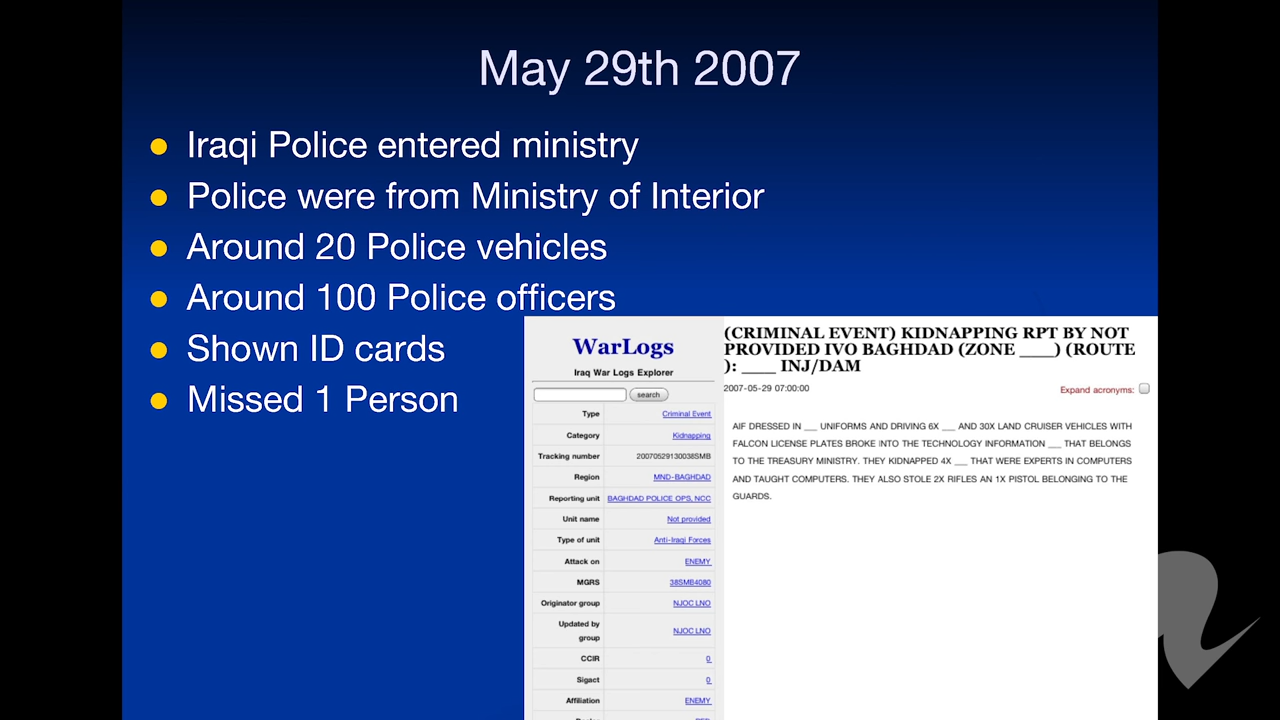 May 29th 2007
Iraqi Police entered ministry
Police were from Ministry of Interior
Around 20 Police vehicles
Around 100 Police officers
Shown ID cards
Missed 1 Person
WarLogs
Iraq War Logs Explorer
search
Type Criminal Event
Category Kidnapping
Tracking number 20070529130038SMB
Region MND-BAGHDAD
Reporting unit BAGHDAD POLICE OPS, NCC
Unit name Not provided
Type of unit Anti-Iraqi Forces
Attack on ENEMY
MGRS 38SMB4080
Originator group NJOC LNO
Updated by
group NJOC LNO
CCIR 0
Sigact 0
Affiliation ENEMY
(CRIMINAL EVENT) KIDNAPPING RPT BY NOT
PROVIDED IVO BAGHDAD (ZONE ___) (ROUTE
): ___ INJ/DAM
2007-05-29 07:00:00
Expand acronyms:
AIF DRESSED IN ___ UNIFORMS AND DRIVING 6X ___ AND 30X LAND CRUISER VEHICLES WITH
FALCON LICENSE PLATES BROKE INTO THE TECHNOLOGY INFORMATION ___ THAT BELONGS
TO THE TREASURY MINISTRY. THEY KIDNAPPED 4X ___ THAT WERE EXPERTS IN COMPUTERS
AND TAUGHT COMPUTERS. THEY ALSO STOLE 2X RIFLES AN 1X PISTOL BELONGING TO THE
GUARDS.